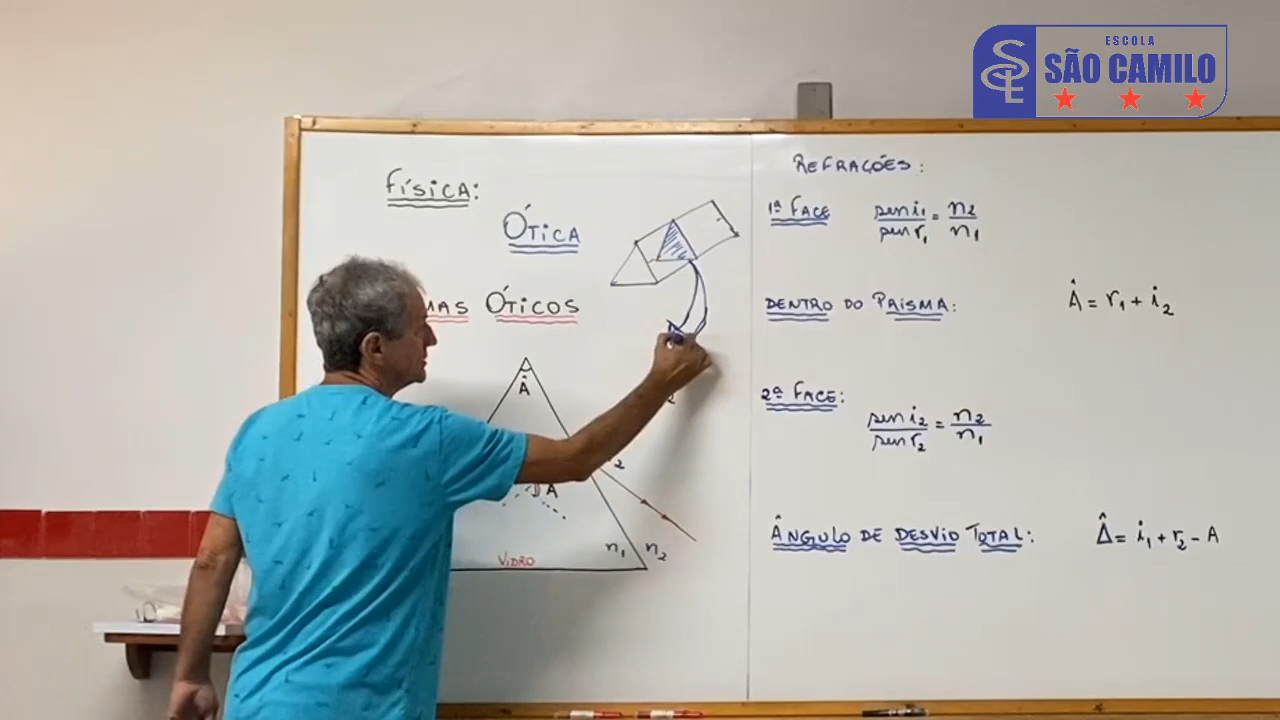 ESCOLA
SÃO CAMILO
FÍSICA:
ÓTICA
MAS ÓTICOS
Â
2
2
A
n1 n2
VIDRO
REFRAÇÕES:
1ª FACE sen i1 / sen r1 = n2 / n1
DENTRO DO PRISMA: Â = r1 + i2
2ª FACE: sen i2 / sen r2 = n2 / n1
ÂNGULO DE DESVIO TOTAL: Δ̂ = i1 + r2 - A